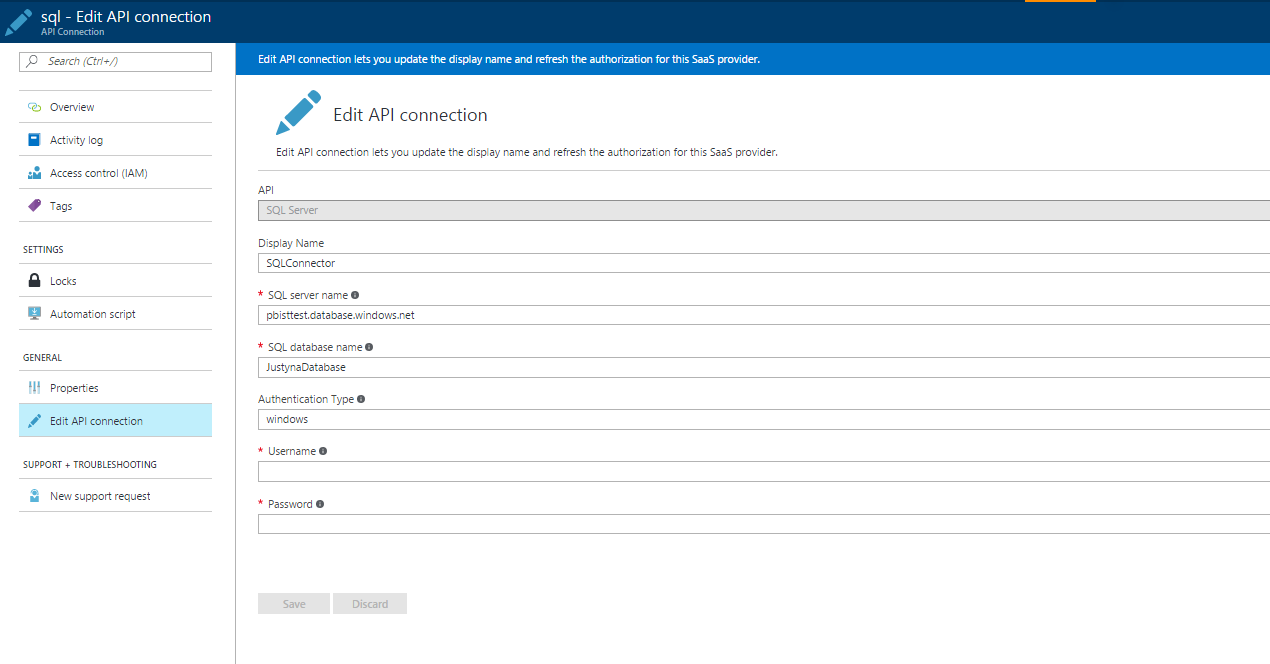 sql - Edit API connection
API Connection
Search (Ctrl+/)
Overview
Activity log
Access control (IAM)
Tags
SETTINGS
Locks
Automation script
GENERAL
Properties
Edit API connection
SUPPORT + TROUBLESHOOTING
New support request
Edit API connection lets you update the display name and refresh the authorization for this SaaS provider.
Edit API connection
Edit API connection lets you update the display name and refresh the authorization for this SaaS provider.
API
SQL Server
Display Name
SQLConnector
* SQL server name
pbisttest.database.windows.net
* SQL database name
JustynaDatabase
Authentication Type
windows
* Username
* Password
Save Discard